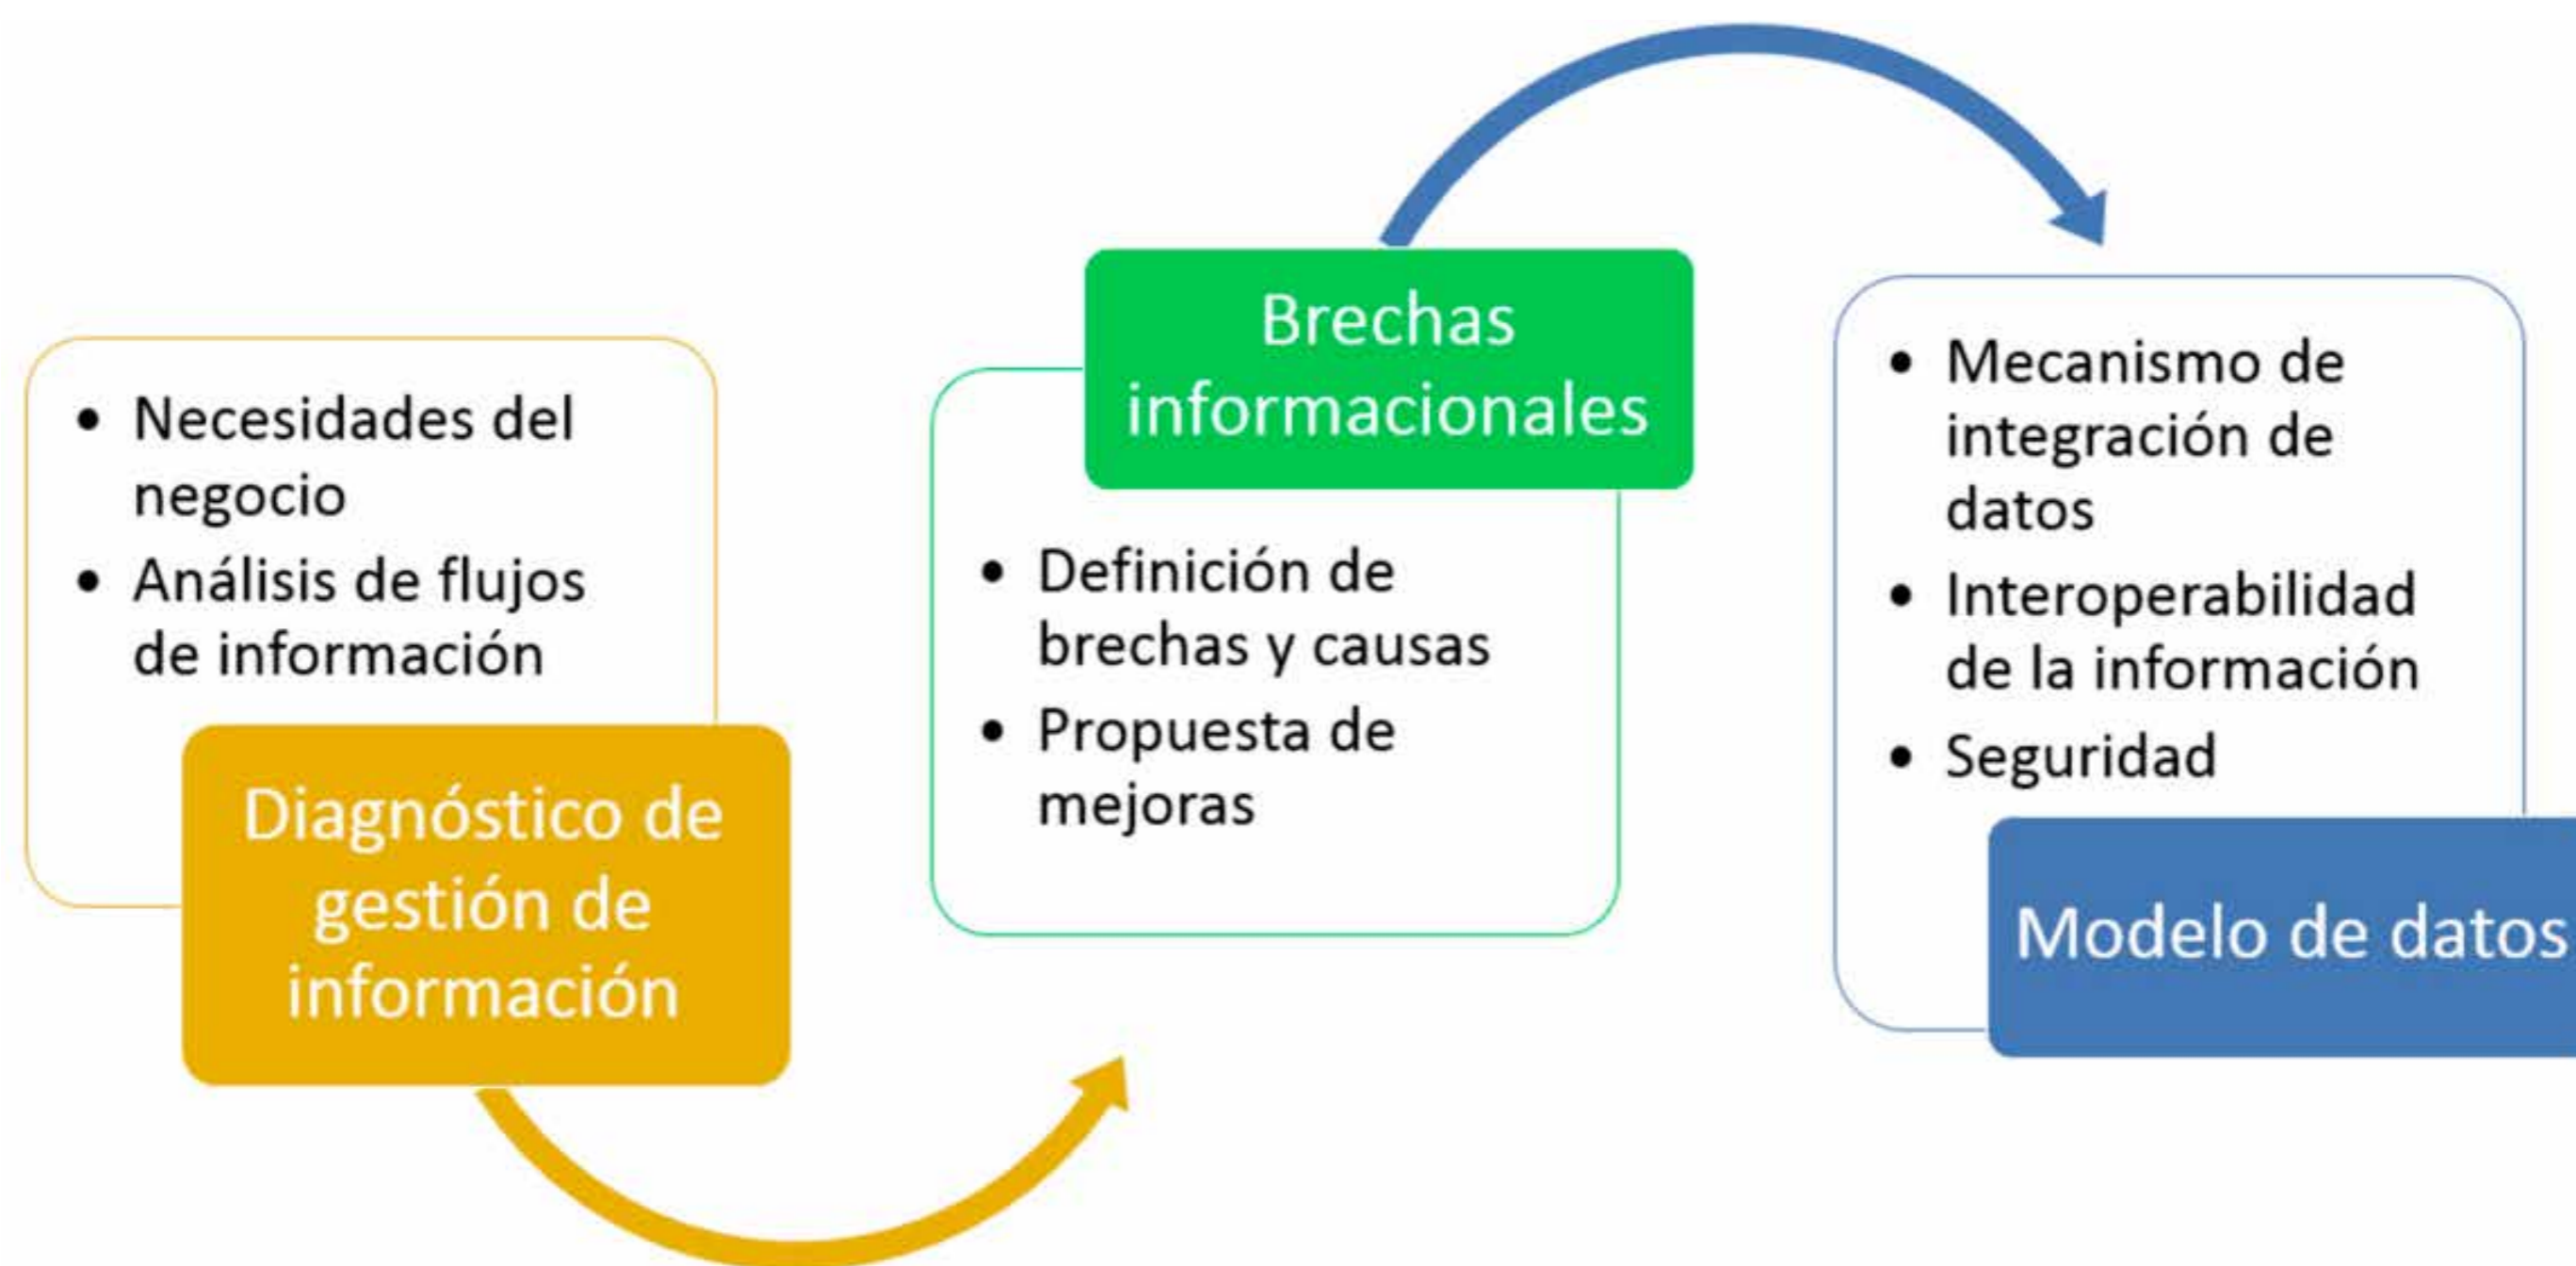 • Necesidades del
negocio
• Análisis de flujos
de información
Diagnóstico de
gestión de
información
Brechas
informacionales
• Definición de
brechas y causas
• Propuesta de
mejoras
• Mecanismo de
integración de
datos
• Interoperabilidad
de la información
• Seguridad
Modelo de datos